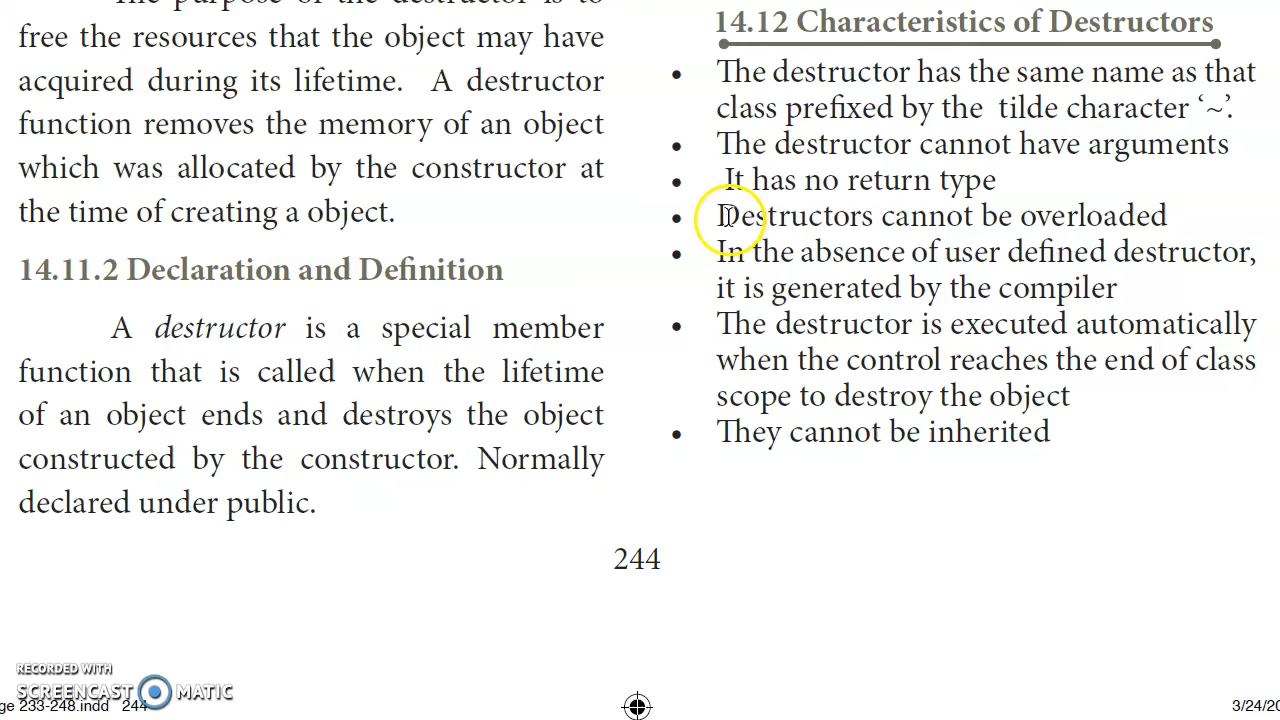 The purpose of the destructor is to
free the resources that the object may have
acquired during its lifetime. A destructor
function removes the memory of an object
which was allocated by the constructor at
the time of creating a object.
14.11.2 Declaration and Definition
A destructor is a special member
function that is called when the lifetime
of an object ends and destroys the object
constructed by the constructor. Normally
declared under public.
14.12 Characteristics of Destructors
• The destructor has the same name as that
class prefixed by the tilde character ‘~’.
• The destructor cannot have arguments
• It has no return type
• Destructors cannot be overloaded
• In the absence of user defined destructor,
it is generated by the compiler
• The destructor is executed automatically
when the control reaches the end of class
scope to destroy the object
• They cannot be inherited
244
RECORDED WITH
SCREENCAST MATIC
ge 233-248.indd 244
3/24/20